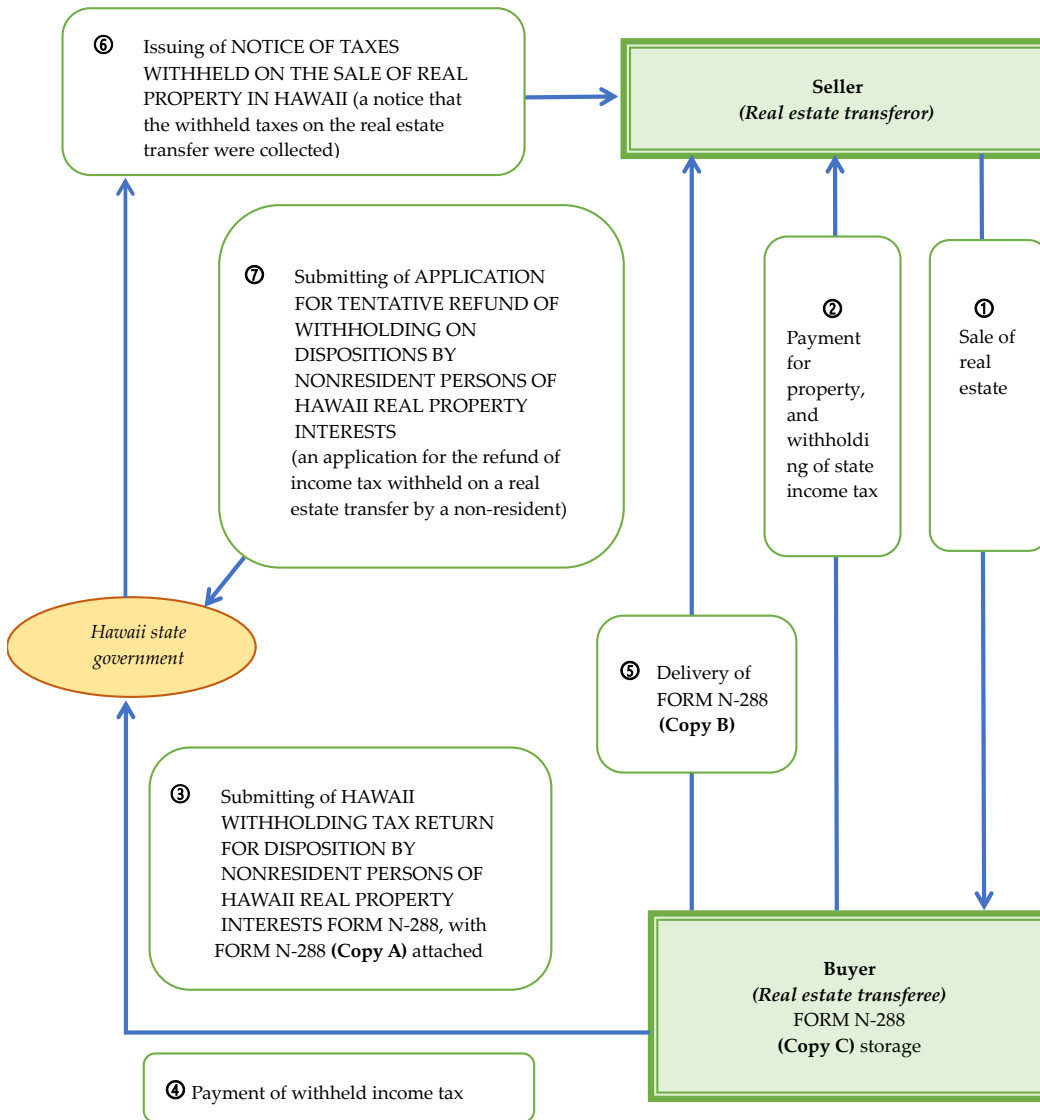 ⑥ Issuing of NOTICE OF TAXES
WITHHELD ON THE SALE OF REAL
PROPERTY IN HAWAII (a notice that
the withheld taxes on the real estate
transfer were collected)
Seller
(Real estate transferor)
⑦ Submitting of APPLICATION
FOR TENTATIVE REFUND OF
WITHHOLDING ON
DISPOSITIONS BY
NONRESIDENT PERSONS OF
HAWAII REAL PROPERTY
INTERESTS
(an application for the refund of
income tax withheld on a real
estate transfer by a non-resident)
②
Payment
for
property,
and
withholdi
ng of state
income tax
①
Sale of
real
estate
Hawaii state
government
⑤ Delivery of
FORM N-288
(Copy B)
③ Submitting of HAWAII
WITHHOLDING TAX RETURN
FOR DISPOSITION BY
NONRESIDENT PERSONS OF
HAWAII REAL PROPERTY
INTERESTS FORM N-288, with
FORM N-288 (Copy A) attached
Buyer
(Real estate transferee)
FORM N-288
(Copy C) storage
④ Payment of withheld income tax